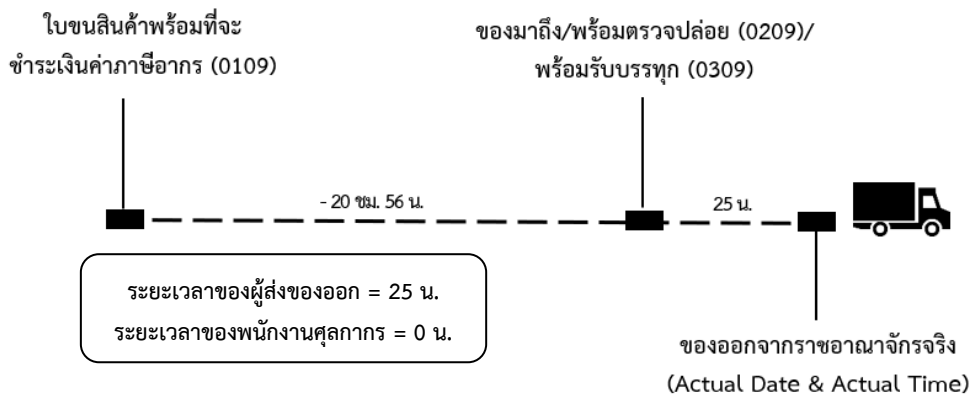 ใบขนสินค้าพร้อมที่จะ
ชำระเงินค่าภาษีอากร (0109)
ของมาถึง/พร้อมตรวจปล่อย (0209)/
พร้อมรับบรรทุก (0309)
- 20 ชม. 56 น.
25 น.
ระยะเวลาของผู้ส่งของออก = 25 น.
ระยะเวลาของพนักงานศุลกากร = 0 น.
ของออกจากราชอาณาจักรจริง
(Actual Date & Actual Time)